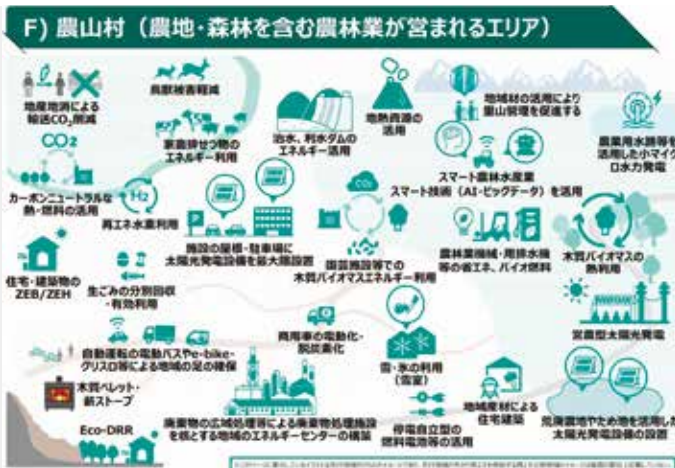 F) 農山村（農地・森林を含む農林業が営まれるエリア）
地産地消による
輸送CO₂削減
鳥獣被害軽減
家畜排せつ物の
エネルギー利用
治水、利水ダムの
エネルギー活用
地熱資源の
活用
地域材の活用により
里山管理を促進する
農業用水路等を
活用した小マイク
ロ水力発電
CO2
カーボンニュートラルな
熱・燃料の活用
H2
再エネ水素利用
施設の屋根・駐車場に
太陽光発電設備を最大限設置
CO₂
園芸施設等での
木質バイオマスエネルギー利用
スマート農林水産業
スマート技術（AI・ビッグデータ）を活用
農林業機械・用排水機
等の省エネ、バイオ燃料
木質バイオマスの
熱利用
住宅・建築物の
ZEB/ZEH
生ごみの分別回収
・有効利用
営農型太陽光発電
自動運転の電動バスやe-bike・
グリスロ等による地域の足の確保
商用車の電動化・
脱炭素化
雪・氷の利用
（雪室）
木質ペレット・
薪ストーブ
Eco-DRR
廃棄物の広域処理等による廃棄物処理施設
を核とする地域のエネルギーセンターの構築
停電自立型の
燃料電池等の活用
地域産材による
住宅建築
荒廃農地やため池を活用した
太陽光発電設備の設置